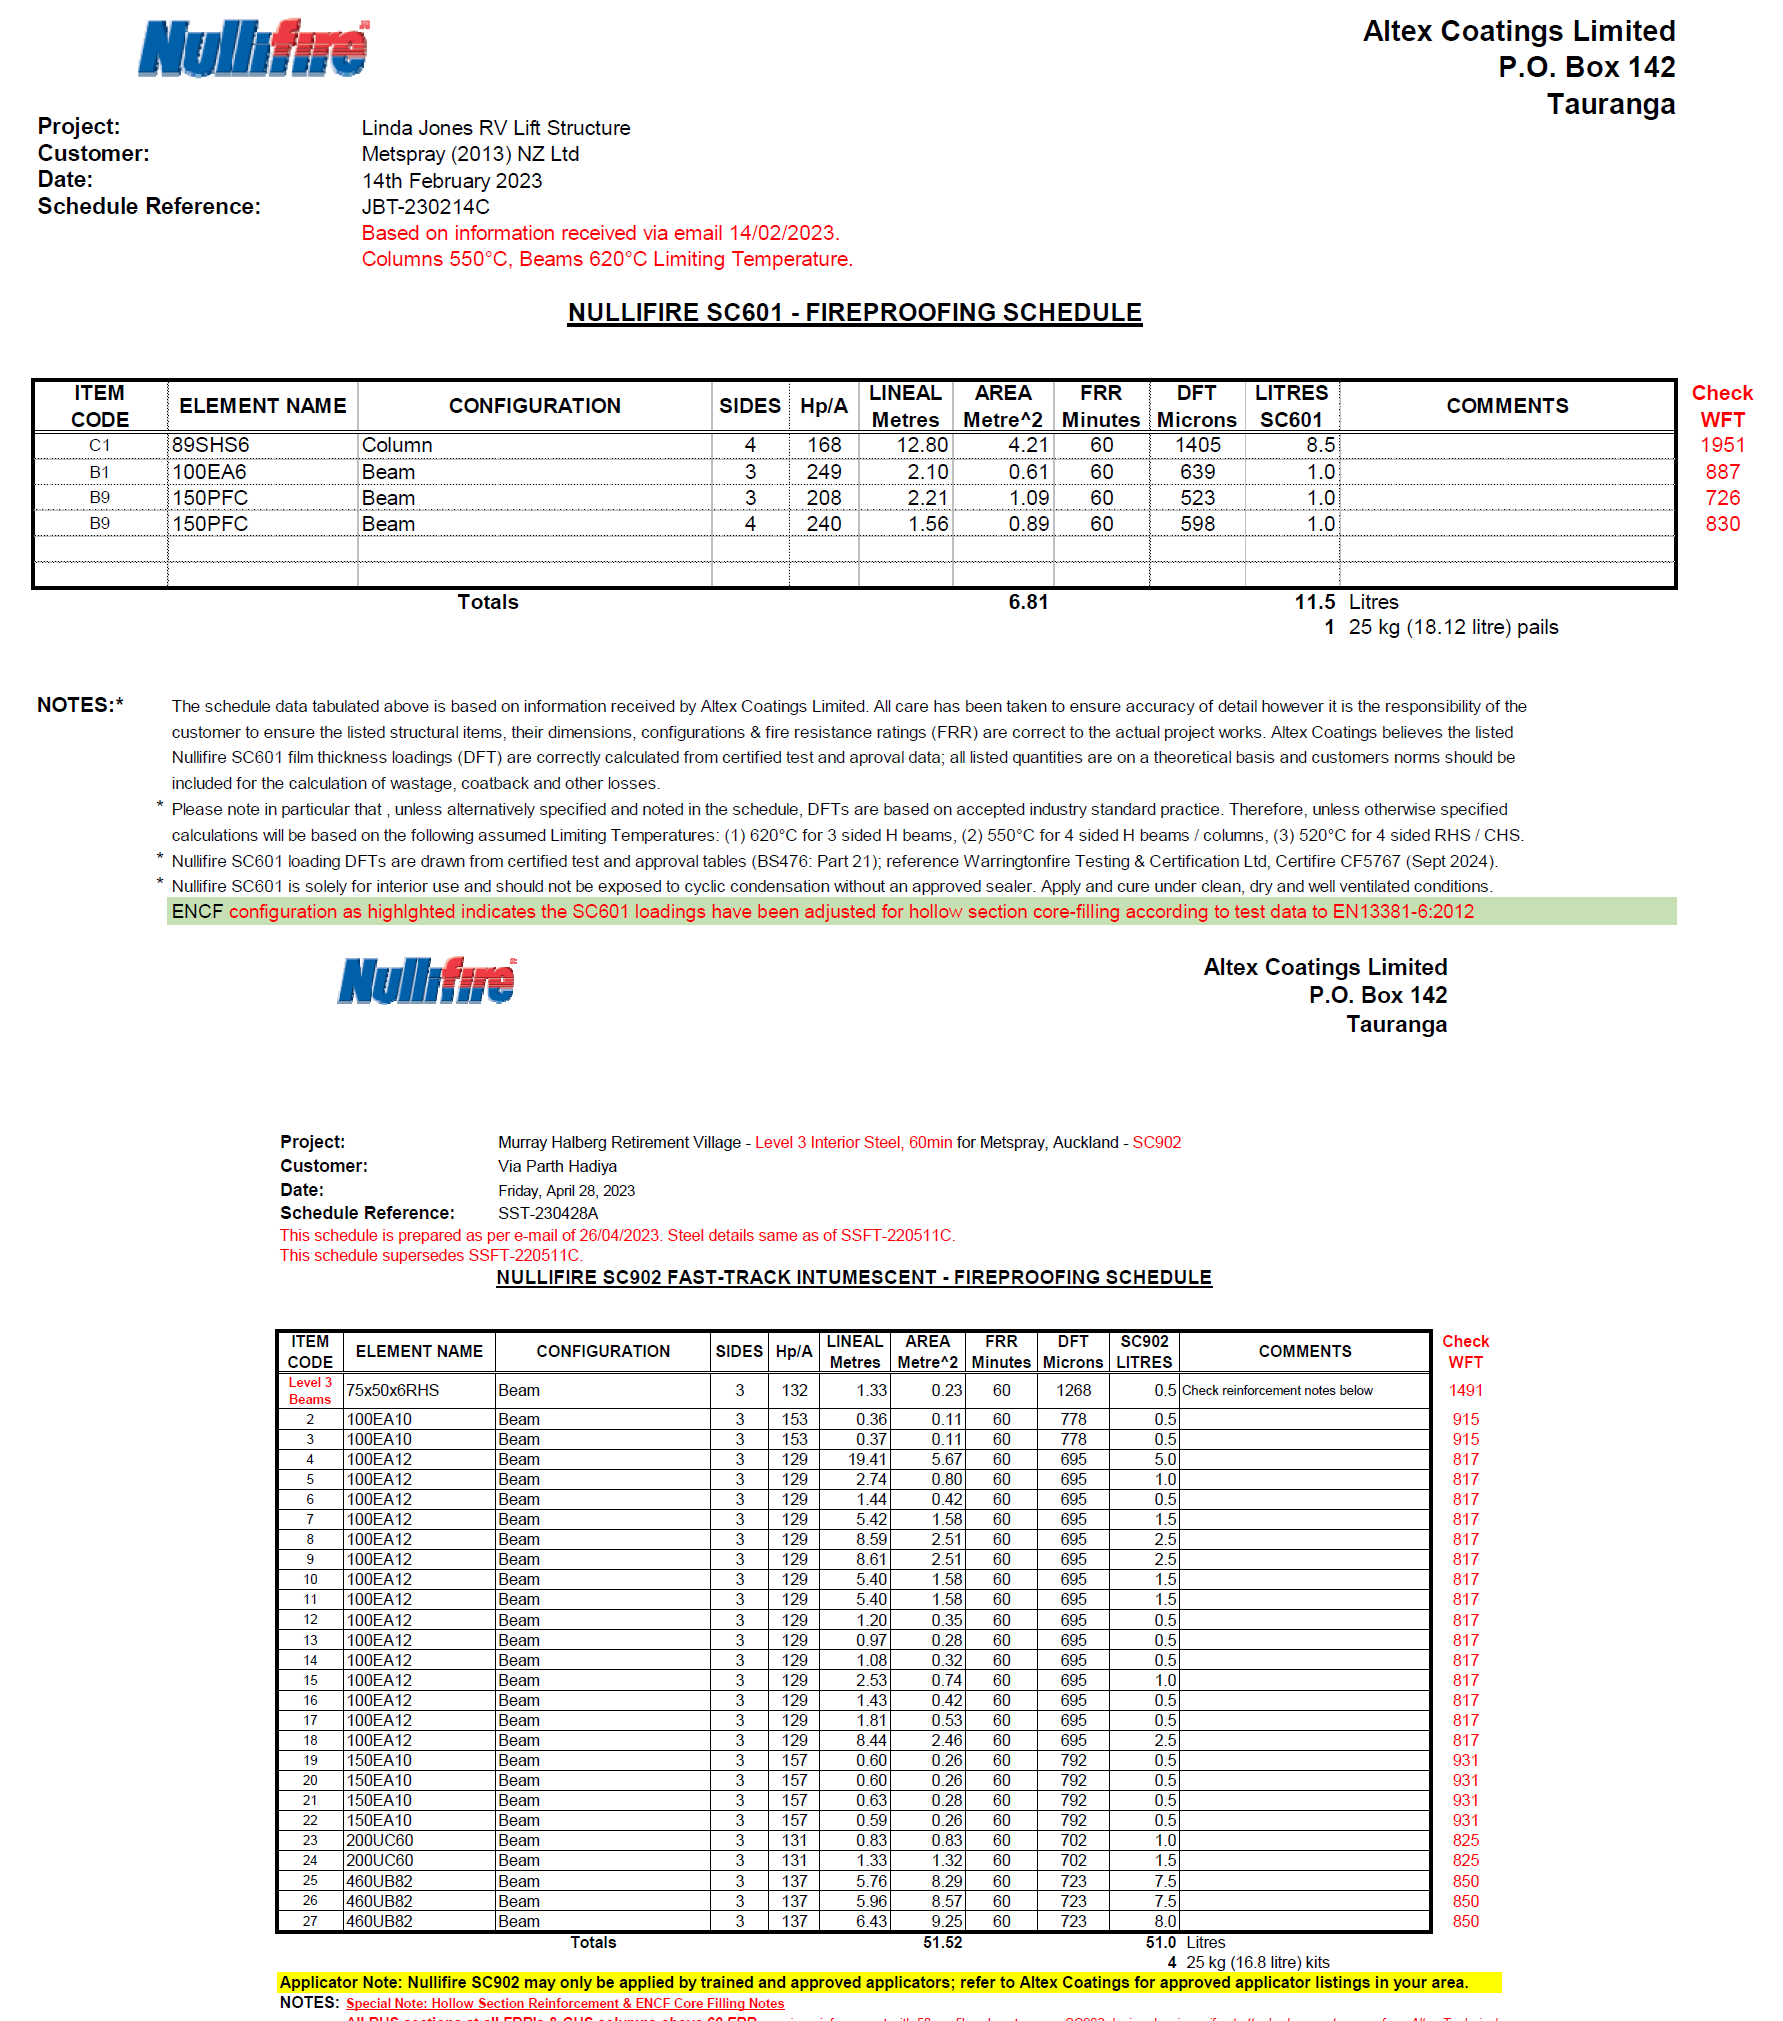 Nullifire
Altex Coatings Limited
P.O. Box 142
Tauranga
Project: Linda Jones RV Lift Structure
Customer: Metspray (2013) NZ Ltd
Date: 14th February 2023
Schedule Reference: JBT-230214C
Based on information received via email 14/02/2023.
Columns 550°C, Beams 620°C Limiting Temperature.
NULLIFIRE SC601 - FIREPROOFING SCHEDULE
ITEM CODE ELEMENT NAME CONFIGURATION SIDES Hp/A LINEAL Metres AREA Metre^2 FRR Minutes DFT Microns LITRES SC601 COMMENTS Check WFT
C1 89SHS6 Column 4 168 12.80 4.21 60 1405 8.5 1951
B1 100EA6 Beam 3 249 2.10 0.61 60 639 1.0 887
B9 150PFC Beam 3 208 2.21 1.09 60 523 1.0 726
B9 150PFC Beam 4 240 1.56 0.89 60 598 1.0 830
Totals 6.81 11.5 Litres
1 25 kg (18.12 litre) pails
NOTES:* The schedule data tabulated above is based on information received by Altex Coatings Limited. All care has been taken to ensure accuracy of detail however it is the responsibility of the
customer to ensure the listed structural items, their dimensions, configurations & fire resistance ratings (FRR) are correct to the actual project works. Altex Coatings believes the listed
Nullifire SC601 film thickness loadings (DFT) are correctly calculated from certified test and aproval data; all listed quantities are on a theoretical basis and customers norms should be
included for the calculation of wastage, coatback and other losses.
* Please note in particular that , unless alternatively specified and noted in the schedule, DFTs are based on accepted industry standard practice. Therefore, unless otherwise specified
calculations will be based on the following assumed Limiting Temperatures: (1) 620°C for 3 sided H beams, (2) 550°C for 4 sided H beams / columns, (3) 520°C for 4 sided RHS / CHS.
* Nullifire SC601 loading DFTs are drawn from certified test and approval tables (BS476: Part 21); reference Warringtonfire Testing & Certification Ltd, Certifire CF5767 (Sept 2024).
* Nullifire SC601 is solely for interior use and should not be exposed to cyclic condensation without an approved sealer. Apply and cure under clean, dry and well ventilated conditions.
ENCF configuration as highlghted indicates the SC601 loadings have been adjusted for hollow section core-filling according to test data to EN13381-6:2012
Nullifire
Altex Coatings Limited
P.O. Box 142
Tauranga
Project: Murray Halberg Retirement Village - Level 3 Interior Steel, 60min for Metspray, Auckland - SC902
Customer: Via Parth Hadiya
Date: Friday, April 28, 2023
Schedule Reference: SST-230428A
This schedule is prepared as per e-mail of 26/04/2023. Steel details same as of SSFT-220511C.
This schedule supersedes SSFT-220511C.
NULLIFIRE SC902 FAST-TRACK INTUMESCENT - FIREPROOFING SCHEDULE
ITEM CODE ELEMENT NAME CONFIGURATION SIDES Hp/A LINEAL Metres AREA Metre^2 FRR Minutes DFT Microns SC902 LITRES COMMENTS Check WFT
Level 3 Beams 75x50x6RHS Beam 3 132 1.33 0.23 60 1268 0.5 Check reinforcement notes below 1491
2 100EA10 Beam 3 153 0.36 0.11 60 778 0.5 915
3 100EA10 Beam 3 153 0.37 0.11 60 778 0.5 915
4 100EA12 Beam 3 129 19.41 5.67 60 695 5.0 817
5 100EA12 Beam 3 129 2.74 0.80 60 695 1.0 817
6 100EA12 Beam 3 129 1.44 0.42 60 695 0.5 817
7 100EA12 Beam 3 129 5.42 1.58 60 695 1.5 817
8 100EA12 Beam 3 129 8.59 2.51 60 695 2.5 817
9 100EA12 Beam 3 129 8.61 2.51 60 695 2.5 817
10 100EA12 Beam 3 129 5.40 1.58 60 695 1.5 817
11 100EA12 Beam 3 129 5.40 1.58 60 695 1.5 817
12 100EA12 Beam 3 129 1.20 0.35 60 695 0.5 817
13 100EA12 Beam 3 129 0.97 0.28 60 695 0.5 817
14 100EA12 Beam 3 129 1.08 0.32 60 695 0.5 817
15 100EA12 Beam 3 129 2.53 0.74 60 695 1.0 817
16 100EA12 Beam 3 129 1.43 0.42 60 695 0.5 817
17 100EA12 Beam 3 129 1.81 0.53 60 695 0.5 817
18 100EA12 Beam 3 129 8.44 2.46 60 695 2.5 817
19 150EA10 Beam 3 157 0.60 0.26 60 792 0.5 931
20 150EA10 Beam 3 157 0.60 0.26 60 792 0.5 931
21 150EA10 Beam 3 157 0.63 0.28 60 792 0.5 931
22 150EA10 Beam 3 157 0.59 0.26 60 792 0.5 931
23 200UC60 Beam 3 131 0.83 0.83 60 702 1.0 825
24 200UC60 Beam 3 131 1.33 1.32 60 702 1.5 825
25 460UB82 Beam 3 137 5.76 8.29 60 723 7.5 850
26 460UB82 Beam 3 137 5.96 8.57 60 723 7.5 850
27 460UB82 Beam 3 137 6.43 9.25 60 723 8.0 850
Totals 51.52 51.0 Litres
4 25 kg (16.8 litre) kits
Applicator Note: Nullifire SC902 may only be applied by trained and approved applicators; refer to Altex Coatings for approved applicator listings in your area.
NOTES: Special Note: Hollow Section Reinforcement & ENCF Core Filling Notes